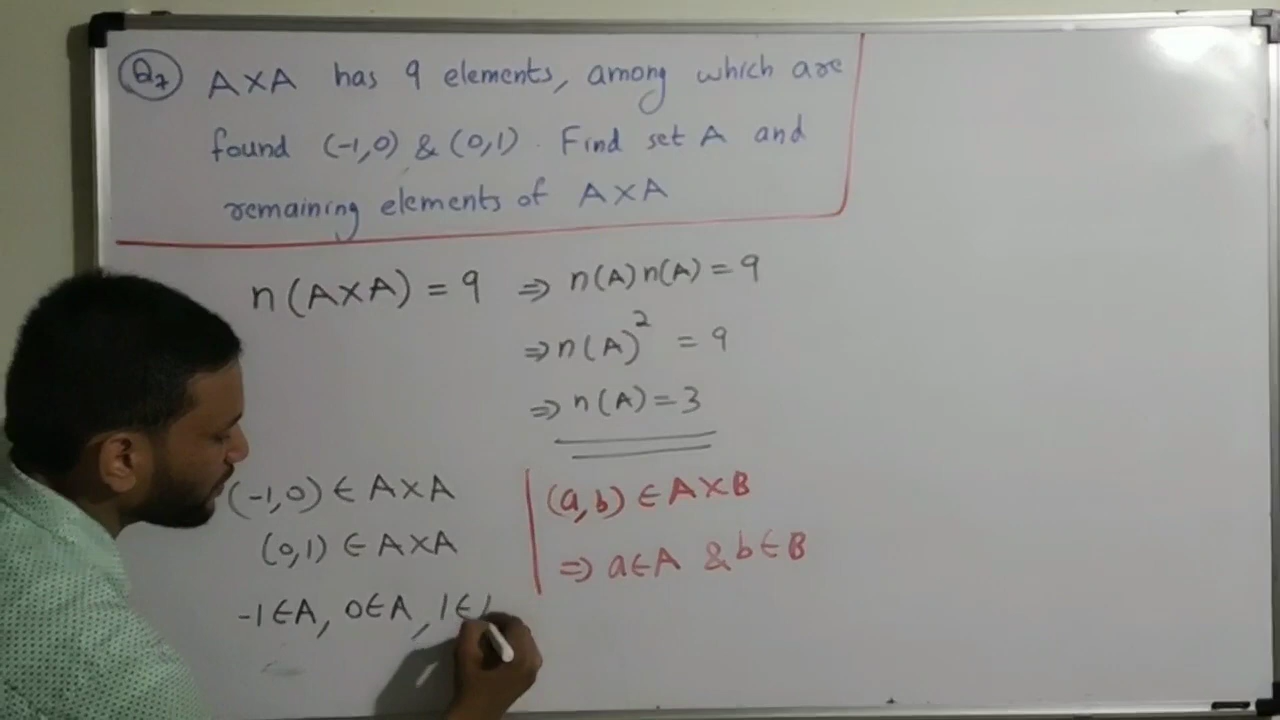 Q7 A×A has 9 elements, among which are
found (-1,0) & (0,1). Find set A and
remaining elements of A×A
n(A×A) = 9 ⇒ n(A)n(A) = 9
⇒ n(A)² = 9
⇒ n(A) = 3
(-1,0) ∈ A×A
(0,1) ∈ A×A
-1∈A, 0∈A, 1∈
(a,b) ∈ A×B
⇒ a∈A & b∈B